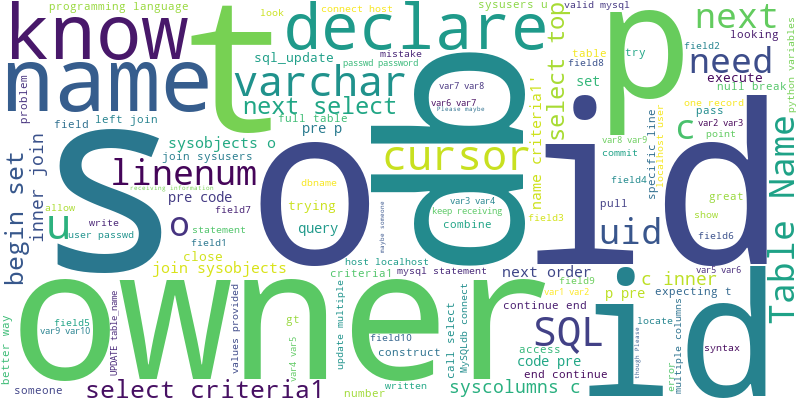 programming language
look
connect host
sysusers u
valid mysql
know
t
declare
p
next
looking
python variables
name
varchar
sql_update
mistake
passwd password
table
try
field2
need
field8
set
execute
null break
problem
field
left join
next select
var7 var8
var6 var7
Please maybe
select top
one record
pass
var2 var3
point
c
full table
pre p
dd
S
o
id
sysobjects o
join sysusers
linenum
cursor
name criteria1'
var8 var9
commit
specific line
localhost user
inner join
begin set
receiving information
pre code
dbname
trying
var3 var4
keep receiving
combine
field4
great
show
allow
u
write
user passwd
o
field7
statement
query
maybe someone
field3
pull
uid
field6
Table Name
field1
close
join sysobjects
host localhost
criteria1
mysql statement
next order
c inner
var5 var6
owner
id
field9
var1 var2
p pre
expecting t
continue end
locate
better way
field5
var9 var10
UPDATE table_name
gt
values provided
var4 var5
update multiple
field10
construct
call select
MySQLdb connect
SQL
access
code pre
end continue
though Please
error
multiple columns
syntax
someone
select criteria1
number
written
syscolumns c